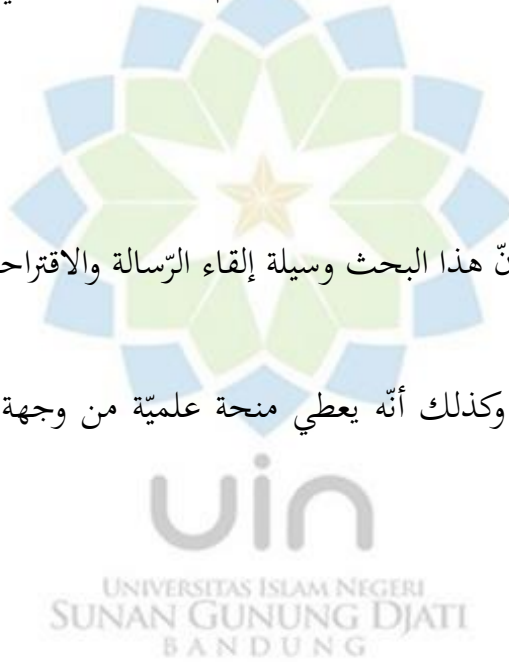 هذا البحث وسيلة إلقاء الرّسالة
وكذلك أنّه يعطي منحة علميّة من وجهة
uin
UNIVERSITAS ISLAM NEGERI
SUNAN GUNUNG DJATI
BANDUNG